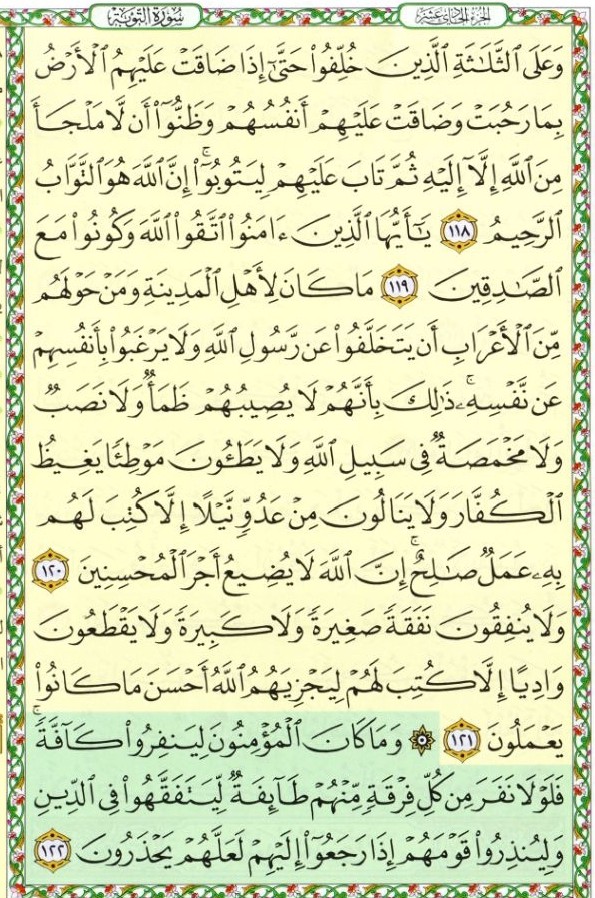 الجزء الحادي عشر
سورة التوبة
وَعَلَى ٱلثَّلَٰثَةِ ٱلَّذِينَ خُلِّفُوا۟ حَتَّىٰٓ إِذَا ضَاقَتْ عَلَيْهِمُ ٱلْأَرْضُ
بِمَا رَحُبَتْ وَضَاقَتْ عَلَيْهِمْ أَنفُسُهُمْ وَظَنُّوٓا۟ أَن لَّا مَلْجَأَ
مِنَ ٱللَّهِ إِلَّآ إِلَيْهِ ثُمَّ تَابَ عَلَيْهِمْ لِيَتُوبُوٓا۟ ۚ إِنَّ ٱللَّهَ هُوَ ٱلتَّوَّابُ
ٱلرَّحِيمُ ١١٨ يَٰٓأَيُّهَا ٱلَّذِينَ ءَامَنُوا۟ ٱتَّقُوا۟ ٱللَّهَ وَكُونُوا۟ مَعَ
ٱلصَّٰدِقِينَ ١١٩ مَا كَانَ لِأَهْلِ ٱلْمَدِينَةِ وَمَنْ حَوْلَهُم
مِّنَ ٱلْأَعْرَابِ أَن يَتَخَلَّفُوا۟ عَن رَّسُولِ ٱللَّهِ وَلَا يَرْغَبُوا۟ بِأَنفُسِهِمْ
عَن نَّفْسِهِۦ ۚ ذَٰلِكَ بِأَنَّهُمْ لَا يُصِيبُهُمْ ظَمَأٌ وَلَا نَصَبٌ
وَلَا مَخْمَصَةٌ فِى سَبِيلِ ٱللَّهِ وَلَا يَطَـُٔونَ مَوْطِئًا يَغِيظُ
ٱلْكُفَّارَ وَلَا يَنَالُونَ مِنْ عَدُوٍّ نَّيْلًا إِلَّا كُتِبَ لَهُم
بِهِۦ عَمَلٌ صَٰلِحٌ ۚ إِنَّ ٱللَّهَ لَا يُضِيعُ أَجْرَ ٱلْمُحْسِنِينَ ١٢٠
وَلَا يُنفِقُونَ نَفَقَةً صَغِيرَةً وَلَا كَبِيرَةً وَلَا يَقْطَعُونَ
وَادِيًا إِلَّا كُتِبَ لَهُمْ لِيَجْزِيَهُمُ ٱللَّهُ أَحْسَنَ مَا كَانُوا۟
يَعْمَلُونَ ١٢١ ۞ وَمَا كَانَ ٱلْمُؤْمِنُونَ لِيَنفِرُوا۟ كَآفَّةً ۚ
فَلَوْلَا نَفَرَ مِن كُلِّ فِرْقَةٍ مِّنْهُمْ طَآئِفَةٌ لِّيَتَفَقَّهُوا۟ فِى ٱلدِّينِ
وَلِيُنذِرُوا۟ قَوْمَهُمْ إِذَا رَجَعُوٓا۟ إِلَيْهِمْ لَعَلَّهُمْ يَحْذَرُونَ ١٢٢